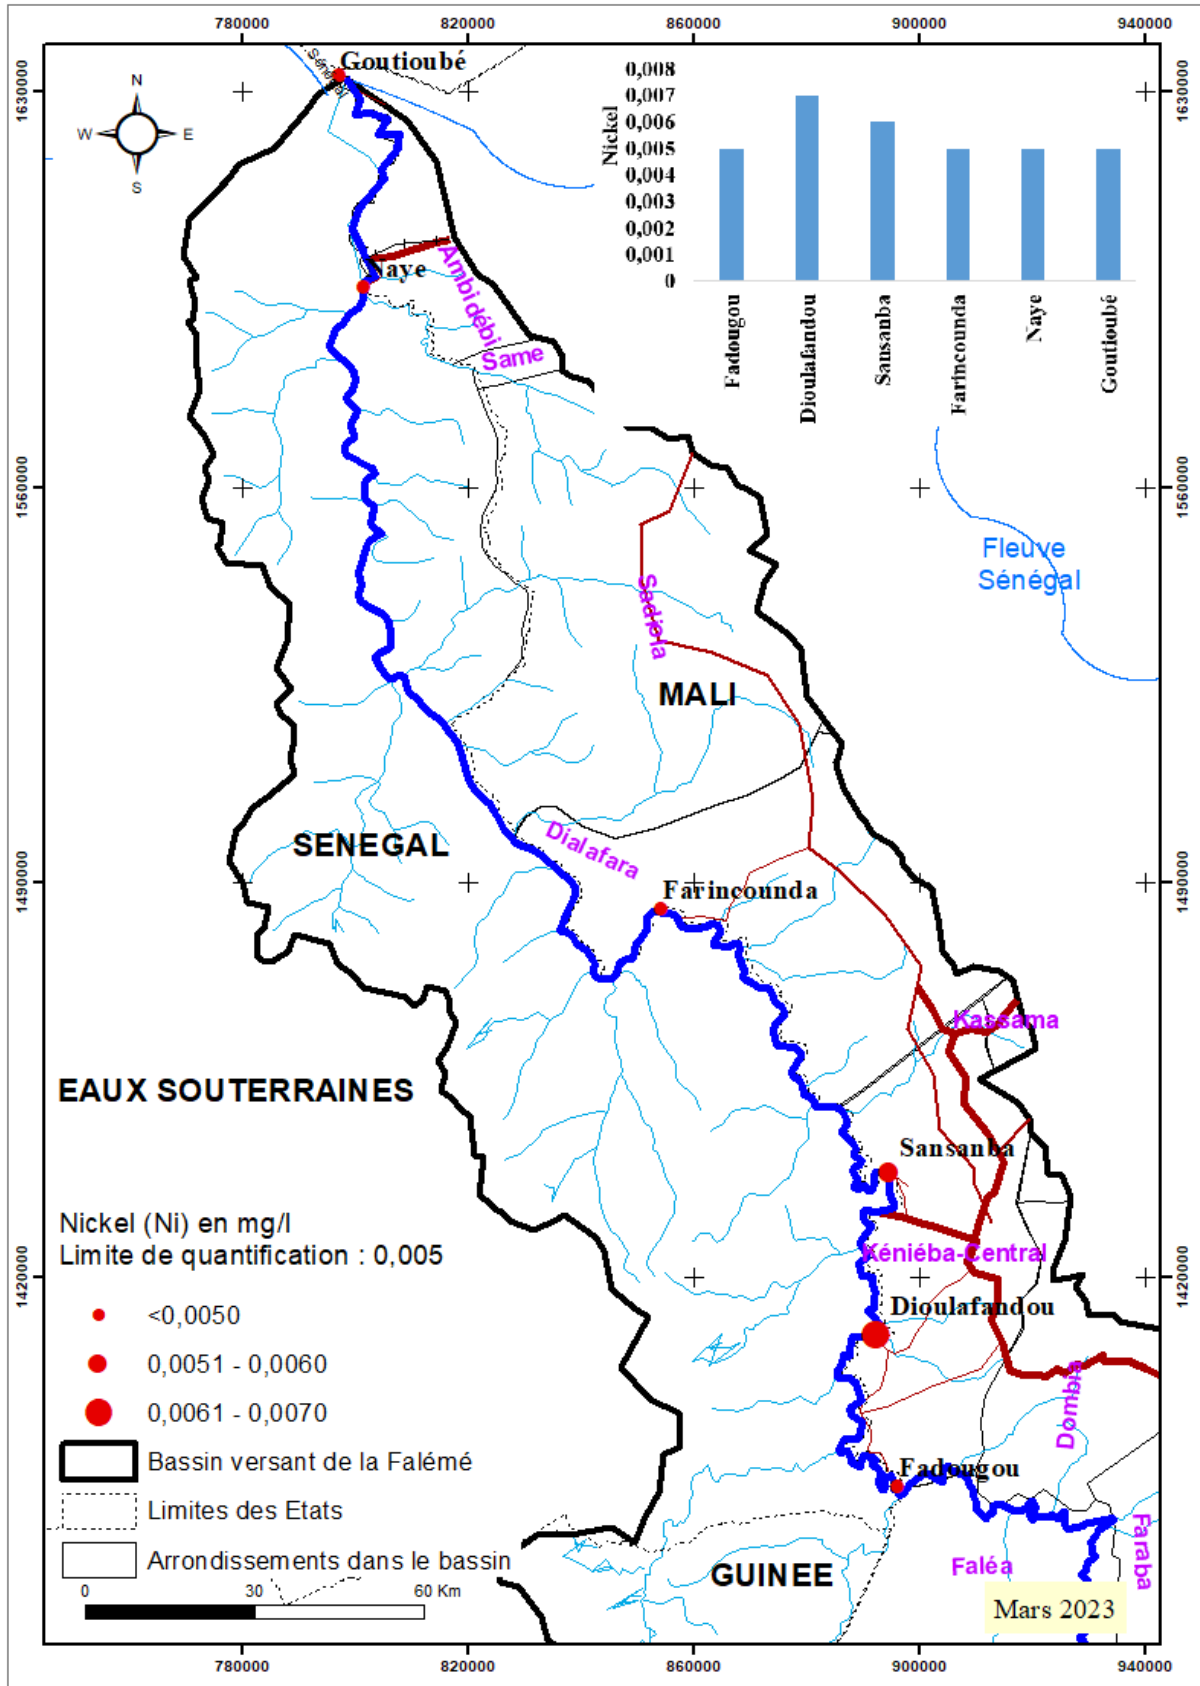 780000 820000 860000 900000 940000
1630000
1630000
Goutioubé
Sénégal
N
W E
S
0,008
0,007
0,006
0,005
0,004
0,003
0,002
0,001
0
Nickel
Fadougou
Dioulafandou
Sansanba
Farincounda
Naye
Goutioubé
Naye
Ambidébi
Same
1560000
1560000
Fleuve
Sénégal
Sadiola
MALI
SENEGAL
Dialafara
1490000
1490000
Farincounda
Kassama
EAUX SOUTERRAINES
Sansanba
Nickel (Ni) en mg/l
Limite de quantification : 0,005
Kéniéba-Central
1420000
1420000
Dioulafandou
<0,0050
0,0051 - 0,0060
0,0061 - 0,0070
Dombia
Bassin versant de la Falémé
Fadougou
Limites des Etats
Arrondissements dans le bassin
GUINEE
Faléa
Faraba
0 30 60 Km
Mars 2023
780000 820000 860000 900000 940000